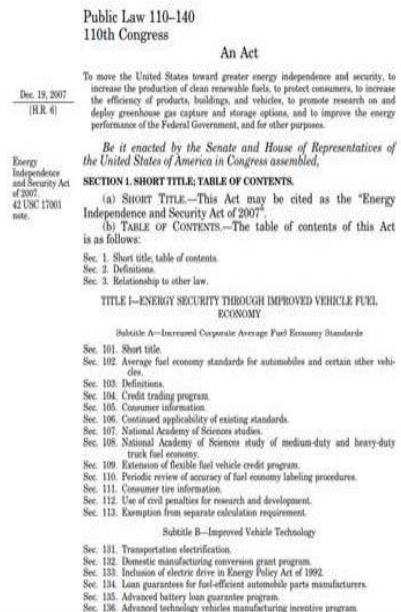 Public Law 110–140
110th Congress
An Act
Dec. 19, 2007
[H.R. 6]
To move the United States toward greater energy independence and security, to
increase the production of clean renewable fuels, to protect consumers, to increase
the efficiency of products, buildings, and vehicles, to promote research on and
deploy greenhouse gas capture and storage options, and to improve the energy
performance of the Federal Government, and for other purposes.
Be it enacted by the Senate and House of Representatives of
the United States of America in Congress assembled,
Energy
Independence
and Security Act
of 2007.
42 USC 17001
note.
SECTION 1. SHORT TITLE; TABLE OF CONTENTS.
(a) SHORT TITLE.—This Act may be cited as the “Energy
Independence and Security Act of 2007”.
(b) TABLE OF CONTENTS.—The table of contents of this Act
is as follows:
Sec. 1. Short title; table of contents.
Sec. 2. Definitions.
Sec. 3. Relationship to other law.
TITLE I—ENERGY SECURITY THROUGH IMPROVED VEHICLE FUEL
ECONOMY
Subtitle A—Increased Corporate Average Fuel Economy Standards
Sec. 101. Short title.
Sec. 102. Average fuel economy standards for automobiles and certain other vehi-
cles.
Sec. 103. Definitions.
Sec. 104. Credit trading program.
Sec. 105. Consumer information.
Sec. 106. Continued applicability of existing standards.
Sec. 107. National Academy of Sciences studies.
Sec. 108. National Academy of Sciences study of medium-duty and heavy-duty
truck fuel economy.
Sec. 109. Extension of flexible fuel vehicle credit program.
Sec. 110. Periodic review of accuracy of fuel economy labeling procedures.
Sec. 111. Consumer tire information.
Sec. 112. Use of civil penalties for research and development.
Sec. 113. Exemption from separate calculation requirement.
Subtitle B—Improved Vehicle Technology
Sec. 131. Transportation electrification.
Sec. 132. Domestic manufacturing conversion grant program.
Sec. 133. Inclusion of electric drive in Energy Policy Act of 1992.
Sec. 134. Loan guarantees for fuel-efficient automobile parts manufacturers.
Sec. 135. Advanced battery loan guarantee program.
Sec. 136. Advanced technology vehicles manufacturing incentive program.